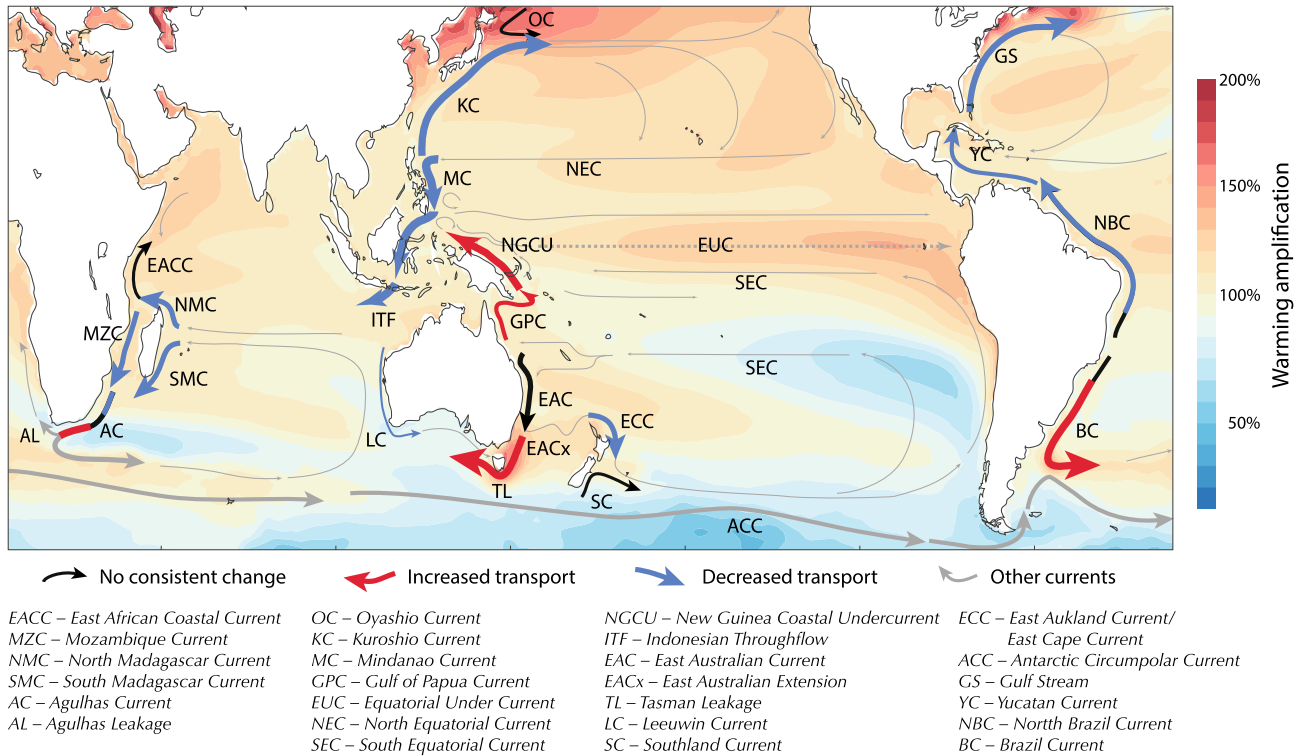 OC
GS
KC
200%
YC
NEC
MC
150%
NBC
NGCU
EUC
EACC
SEC
100%
NMC
ITF
GPC
MZC
SEC
SMC
EAC
50%
ECC
BC
AL
AC
LC
EACx
TL
SC
ACC
Warming amplification
No consistent change
Increased transport
Decreased transport
Other currents
EACC – East African Coastal Current
MZC – Mozambique Current
NMC – North Madagascar Current
SMC – South Madagascar Current
AC – Agulhas Current
AL – Agulhas Leakage
OC – Oyashio Current
KC – Kuroshio Current
MC – Mindanao Current
GPC – Gulf of Papua Current
EUC – Equatorial Under Current
NEC – North Equatorial Current
SEC – South Equatorial Current
NGCU – New Guinea Coastal Undercurrent
ITF – Indonesian Throughflow
EAC – East Australian Current
EACx – East Australian Extension
TL – Tasman Leakage
LC – Leeuwin Current
SC – Southland Current
ECC – East Aukland Current/
East Cape Current
ACC – Antarctic Circumpolar Current
GS – Gulf Stream
YC – Yucatan Current
NBC – Nortth Brazil Current
BC – Brazil Current